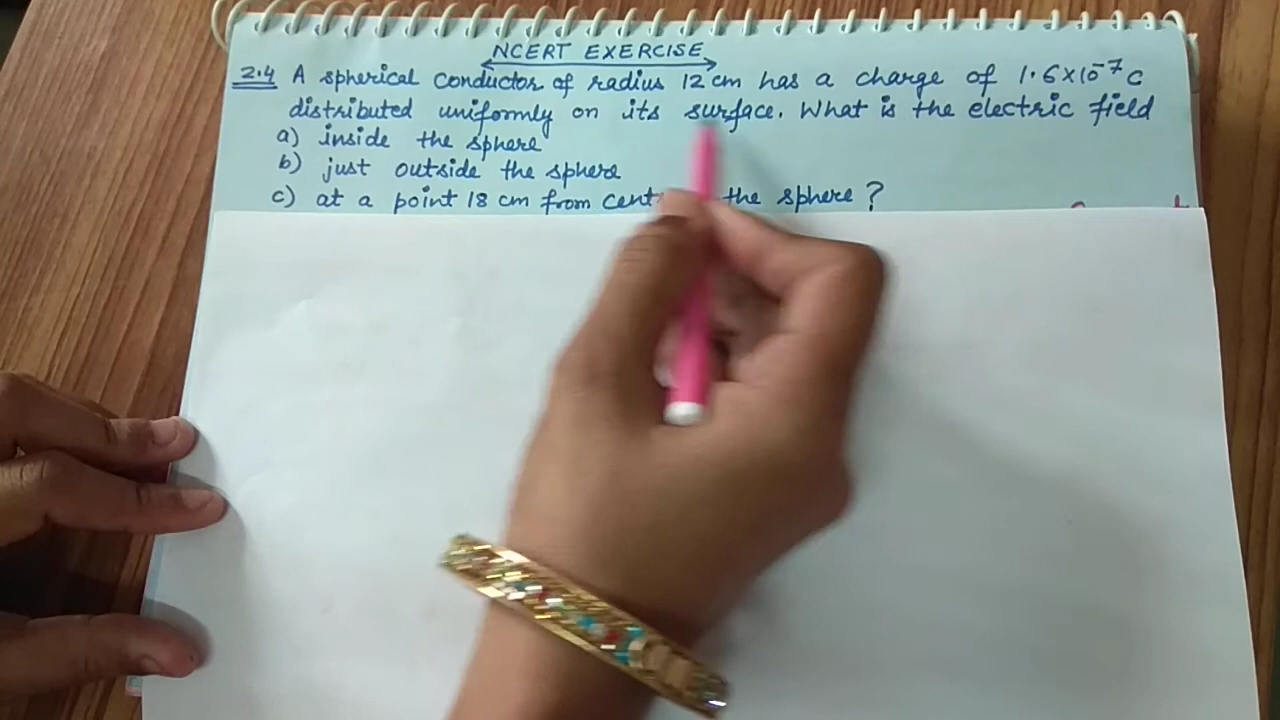 NCERT EXERCISE
2.4 A spherical conductor of radius 12 cm has a charge of 1.6×10⁻⁷ C
distributed uniformly on its surface. What is the electric field
a) inside the sphere
b) just outside the sphere
c) at a point 18 cm from cent the sphere ?